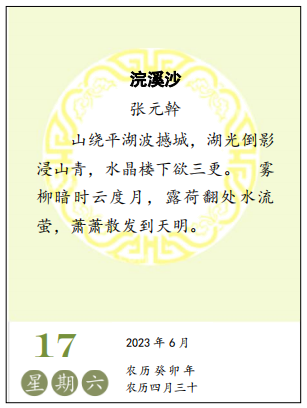 浣溪沙
张元幹
山绕平湖波撼城，湖光倒影
浸山青，水晶楼下欲三更。 雾
柳暗时云度月，露荷翻处水流
萤，萧萧散发到天明。
17
2023 年 6 月
星期六
农历 癸卯 年
农历四月三十